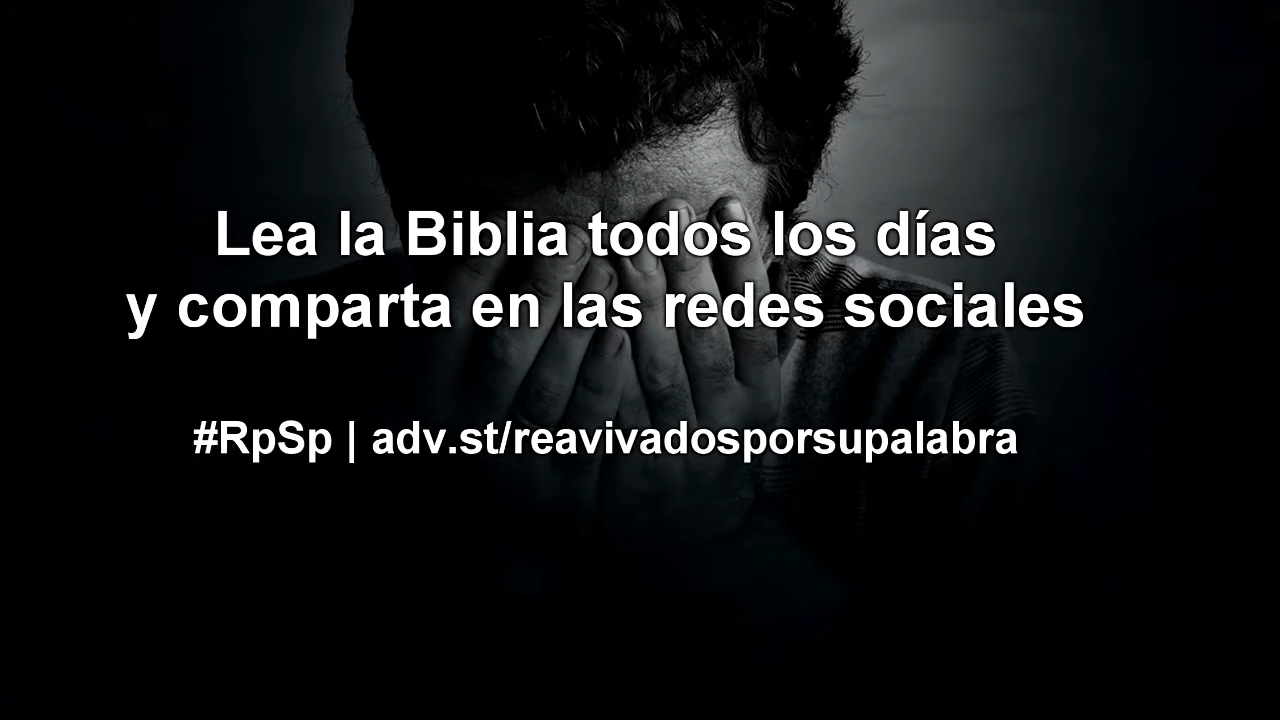 Lea la Biblia todos los días
y comparta en las redes sociales
#RpSp | adv.st/reavivadosporsupalabra